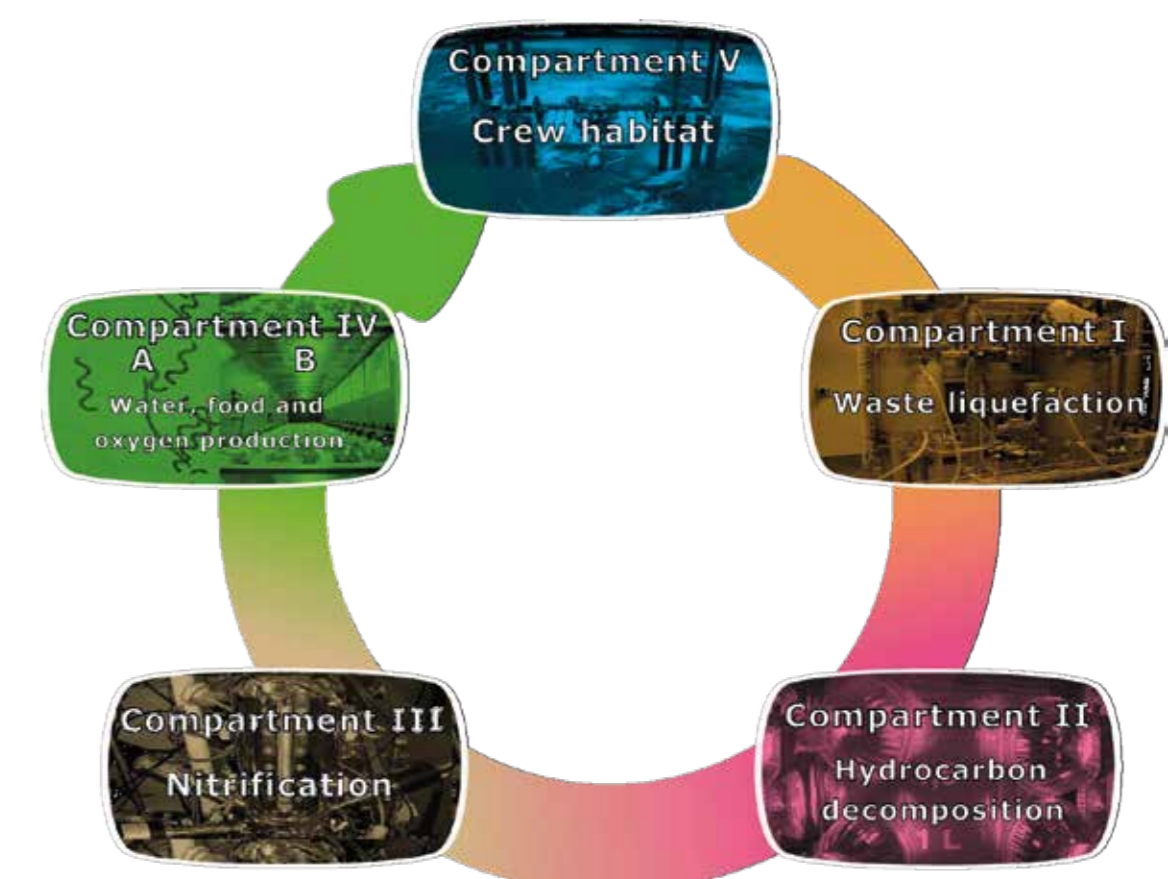 Compartment V
Crew habitat
Compartment IV
A B
Water, food and
oxygen production
Compartment I
Waste liquefaction
Compartment III
Nitrification
Compartment II
Hydrocarbon
decomposition
1 L